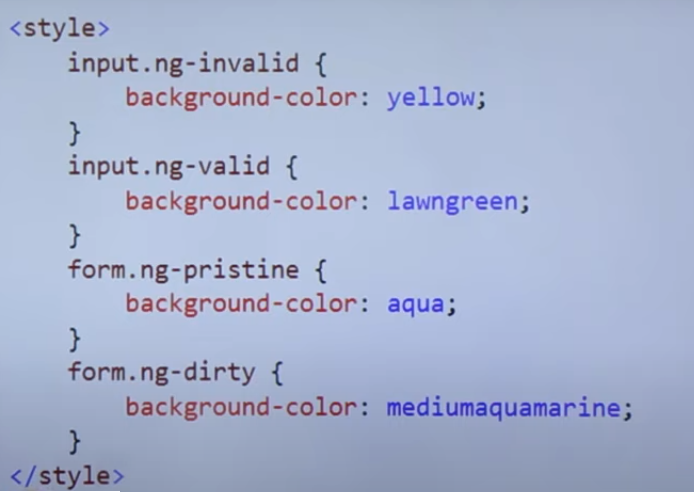 <style>
input.ng-invalid {
background-color: yellow;
}
input.ng-valid {
background-color: lawngreen;
}
form.ng-pristine {
background-color: aqua;
}
form.ng-dirty {
background-color: mediumaquamarine;
}
</style>